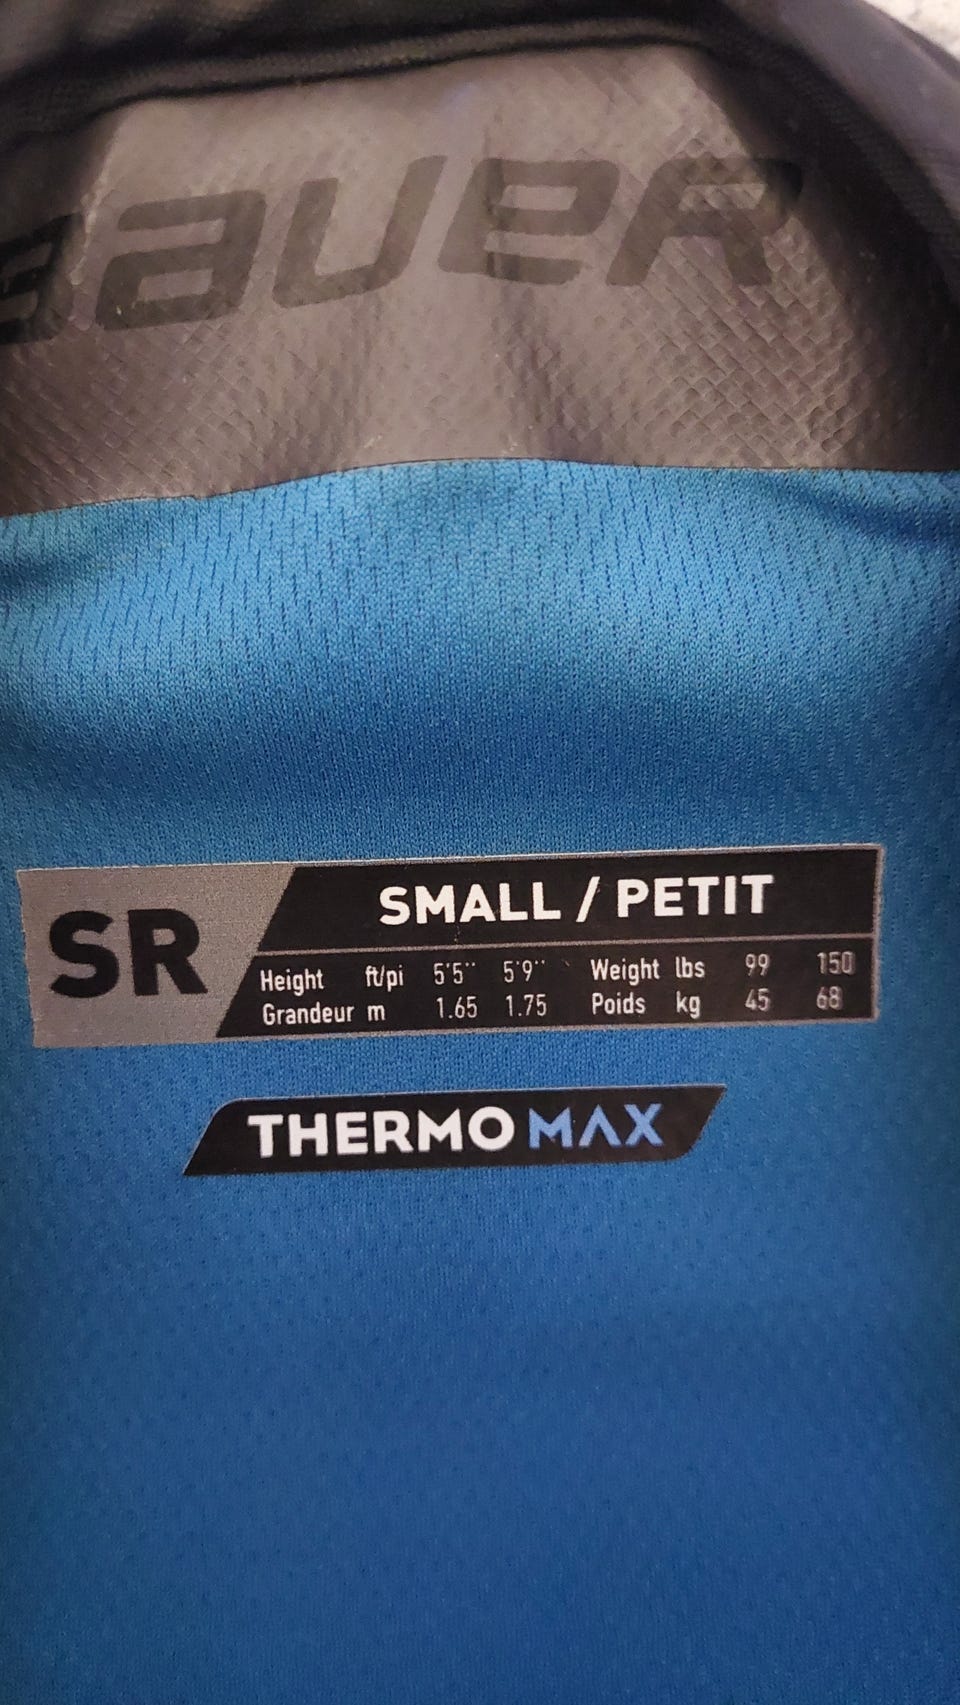 Bauer
SR
SMALL / PETIT
Height ft/pi 5'5'' 5'9'' Weight lbs 99 150
Grandeur m 1.65 1.75 Poids kg 45 68
THERMO MAX